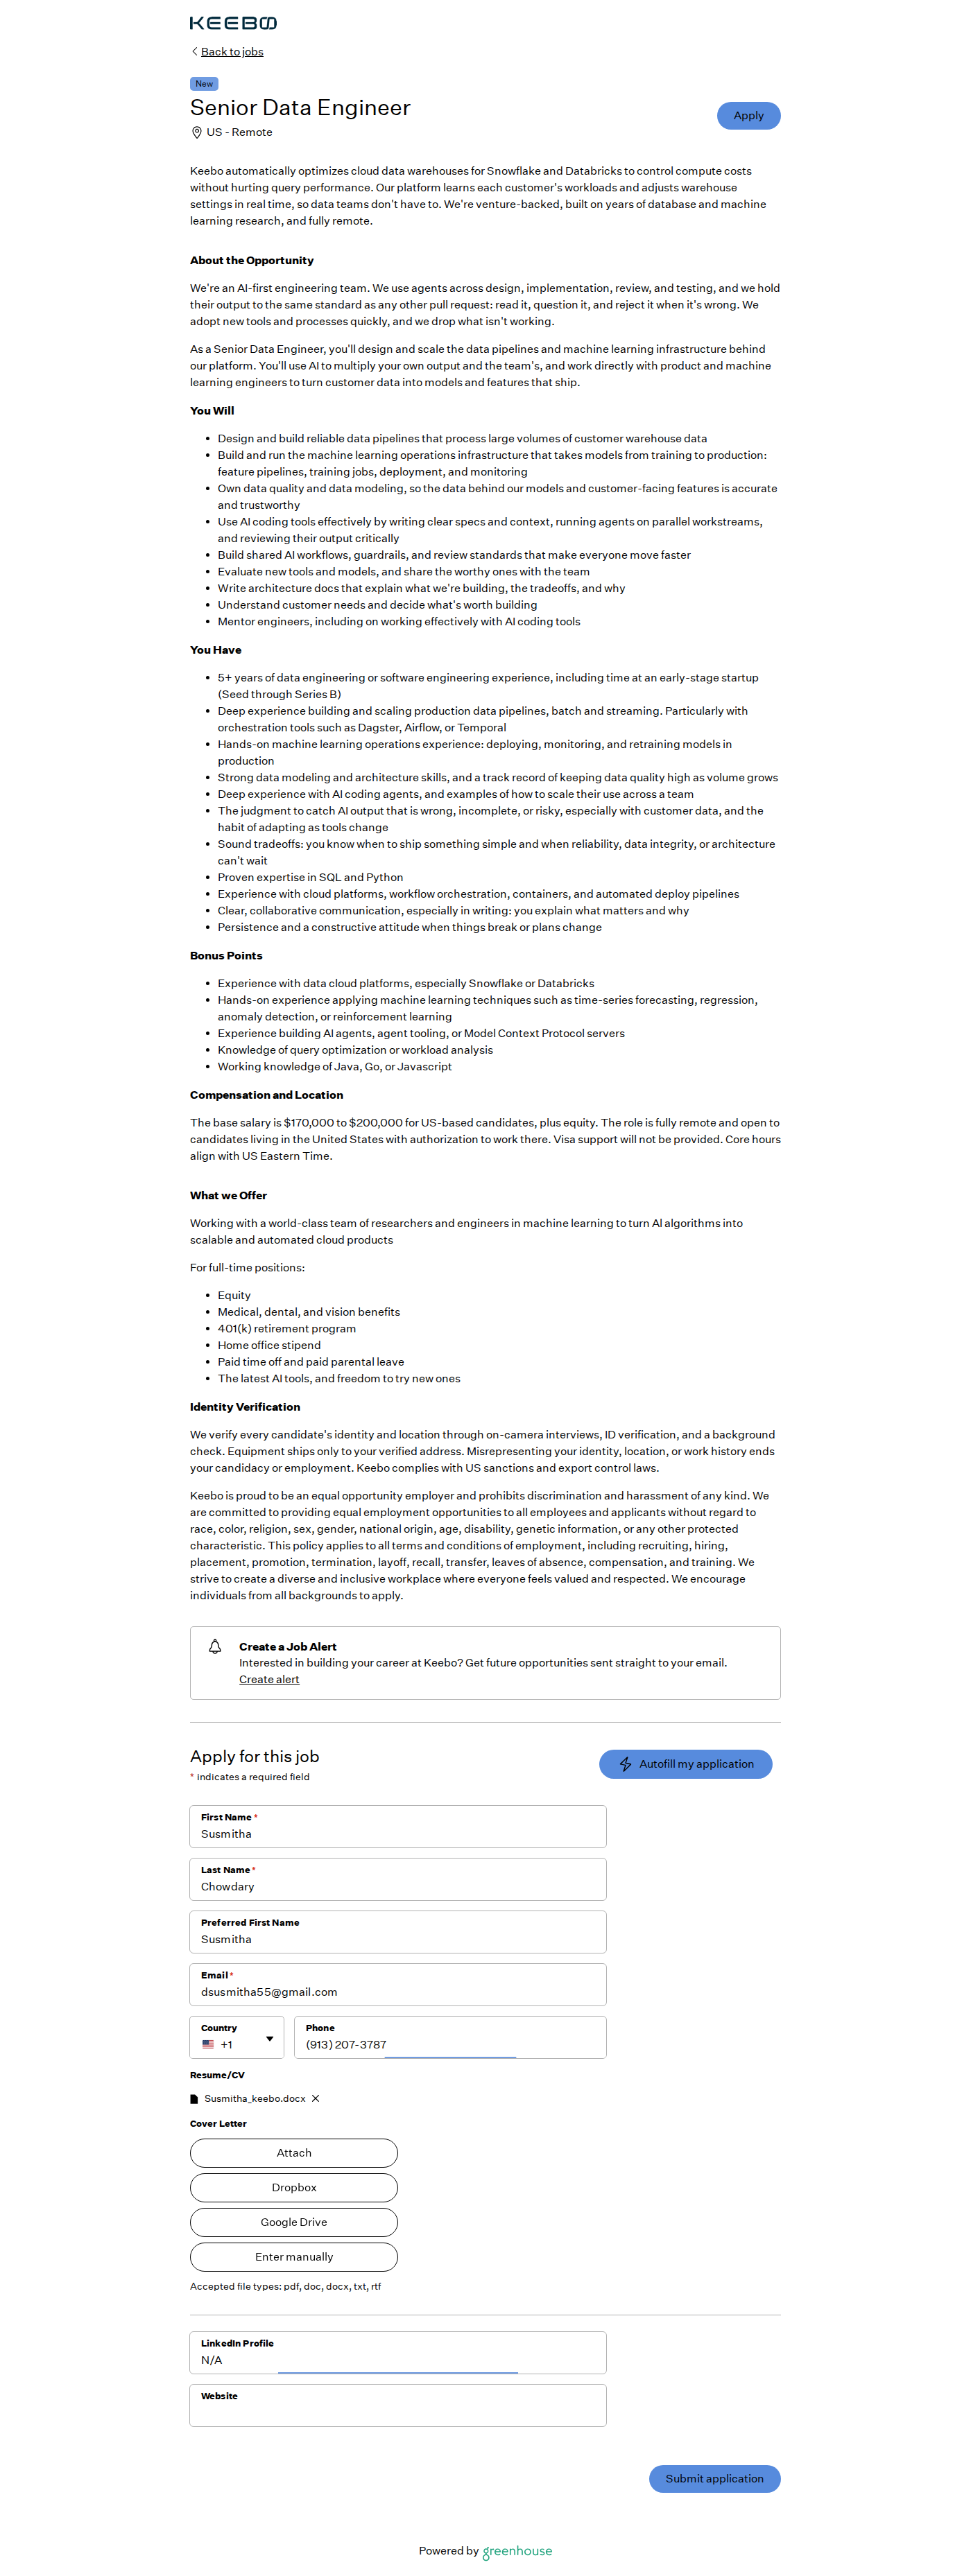 KEEBO
Back to jobs
New
Senior Data Engineer
Apply
US - Remote
Keebo automatically optimizes cloud data warehouses for Snowflake and Databricks to control compute costs
without hurting query performance. Our platform learns each customer's workloads and adjusts warehouse
settings in real time, so data teams don't have to. We're venture-backed, built on years of database and machine
learning research, and fully remote.
About the Opportunity
We're an AI-first engineering team. We use agents across design, implementation, review, and testing, and we hold
their output to the same standard as any other pull request: read it, question it, and reject it when it's wrong. We
adopt new tools and processes quickly, and we drop what isn't working.
As a Senior Data Engineer, you'll design and scale the data pipelines and machine learning infrastructure behind
our platform. You'll use AI to multiply your own output and the team's, and work directly with product and machine
learning engineers to turn customer data into models and features that ship.
You Will
• Design and build reliable data pipelines that process large volumes of customer warehouse data
• Build and run the machine learning operations infrastructure that takes models from training to production:
feature pipelines, training jobs, deployment, and monitoring
• Own data quality and data modeling, so the data behind our models and customer-facing features is accurate
and trustworthy
• Use AI coding tools effectively by writing clear specs and context, running agents on parallel workstreams,
and reviewing their output critically
• Build shared AI workflows, guardrails, and review standards that make everyone move faster
• Evaluate new tools and models, and share the worthy ones with the team
• Write architecture docs that explain what we're building, the tradeoffs, and why
• Understand customer needs and decide what's worth building
• Mentor engineers, including on working effectively with AI coding tools
You Have
• 5+ years of data engineering or software engineering experience, including time at an early-stage startup
(Seed through Series B)
• Deep experience building and scaling production data pipelines, batch and streaming. Particularly with
orchestration tools such as Dagster, Airflow, or Temporal
• Hands-on machine learning operations experience: deploying, monitoring, and retraining models in
production
• Strong data modeling and architecture skills, and a track record of keeping data quality high as volume grows
• Deep experience with AI coding agents, and examples of how to scale their use across a team
• The judgment to catch AI output that is wrong, incomplete, or risky, especially with customer data, and the
habit of adapting as tools change
• Sound tradeoffs: you know when to ship something simple and when reliability, data integrity, or architecture
can't wait
• Proven expertise in SQL and Python
• Experience with cloud platforms, workflow orchestration, containers, and automated deploy pipelines
• Clear, collaborative communication, especially in writing: you explain what matters and why
• Persistence and a constructive attitude when things break or plans change
Bonus Points
• Experience with data cloud platforms, especially Snowflake or Databricks
• Hands-on experience applying machine learning techniques such as time-series forecasting, regression,
anomaly detection, or reinforcement learning
• Experience building AI agents, agent tooling, or Model Context Protocol servers
• Knowledge of query optimization or workload analysis
• Working knowledge of Java, Go, or Javascript
Compensation and Location
The base salary is $170,000 to $200,000 for US-based candidates, plus equity. The role is fully remote and open to
candidates living in the United States with authorization to work there. Visa support will not be provided. Core hours
align with US Eastern Time.
What we Offer
Working with a world-class team of researchers and engineers in machine learning to turn AI algorithms into
scalable and automated cloud products
For full-time positions:
• Equity
• Medical, dental, and vision benefits
• 401(k) retirement program
• Home office stipend
• Paid time off and paid parental leave
• The latest AI tools, and freedom to try new ones
Identity Verification
We verify every candidate's identity and location through on-camera interviews, ID verification, and a background
check. Equipment ships only to your verified address. Misrepresenting your identity, location, or work history ends
your candidacy or employment. Keebo complies with US sanctions and export control laws.
Keebo is proud to be an equal opportunity employer and prohibits discrimination and harassment of any kind. We
are committed to providing equal employment opportunities to all employees and applicants without regard to
race, color, religion, sex, gender, national origin, age, disability, genetic information, or any other protected
characteristic. This policy applies to all terms and conditions of employment, including recruiting, hiring,
placement, promotion, termination, layoff, recall, transfer, leaves of absence, compensation, and training. We
strive to create a diverse and inclusive workplace where everyone feels valued and respected. We encourage
individuals from all backgrounds to apply.
Create a Job Alert
Interested in building your career at Keebo? Get future opportunities sent straight to your email.
Create alert
Apply for this job
Autofill my application
* indicates a required field
First Name *
Susmitha
Last Name *
Chowdary
Preferred First Name
Susmitha
Email *
dsusmitha55@gmail.com
Country
+1
Phone
(913) 207-3787
Resume/CV
Susmitha_keebo.docx
Cover Letter
Attach
Dropbox
Google Drive
Enter manually
Accepted file types: pdf, doc, docx, txt, rtf
LinkedIn Profile
N/A
Website
Submit application
Powered by greenhouse